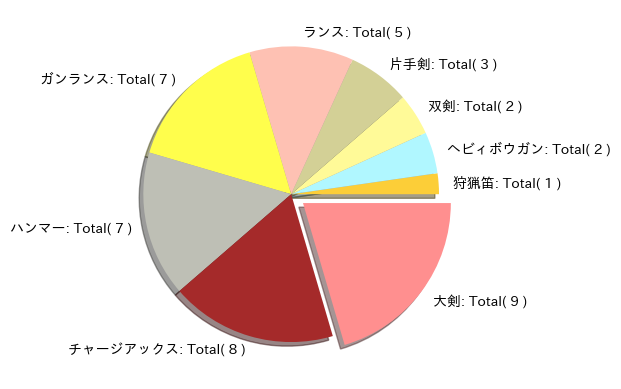 ランス: Total( 5 )
片手剣: Total( 3 )
ガンランス: Total( 7 )
双剣: Total( 2 )
ヘビィボウガン: Total( 2 )
狩猟笛: Total( 1 )
ハンマー: Total( 7 )
大剣: Total( 9 )
チャージアックス: Total( 8 )